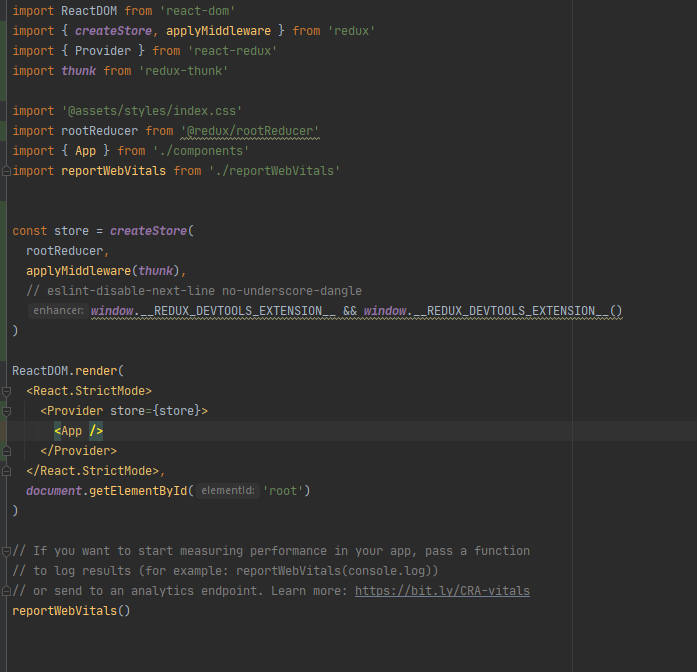 import ReactDOM from 'react-dom'
import { createStore, applyMiddleware } from 'redux'
import { Provider } from 'react-redux'
import thunk from 'redux-thunk'

import '@assets/styles/index.css'
import rootReducer from '@redux/rootReducer'
import { App } from './components'
import reportWebVitals from './reportWebVitals'

const store = createStore(
  rootReducer,
  applyMiddleware(thunk),
  // eslint-disable-next-line no-underscore-dangle
  enhancer: window.__REDUX_DEVTOOLS_EXTENSION__ && window.__REDUX_DEVTOOLS_EXTENSION__()
)

ReactDOM.render(
  <React.StrictMode>
    <Provider store={store}>
      <App />
    </Provider>
  </React.StrictMode>,
  document.getElementById( elementId: 'root')
)

// If you want to start measuring performance in your app, pass a function
// to log results (for example: reportWebVitals(console.log))
// or send to an analytics endpoint. Learn more: https://bit.ly/CRA-vitals
reportWebVitals()